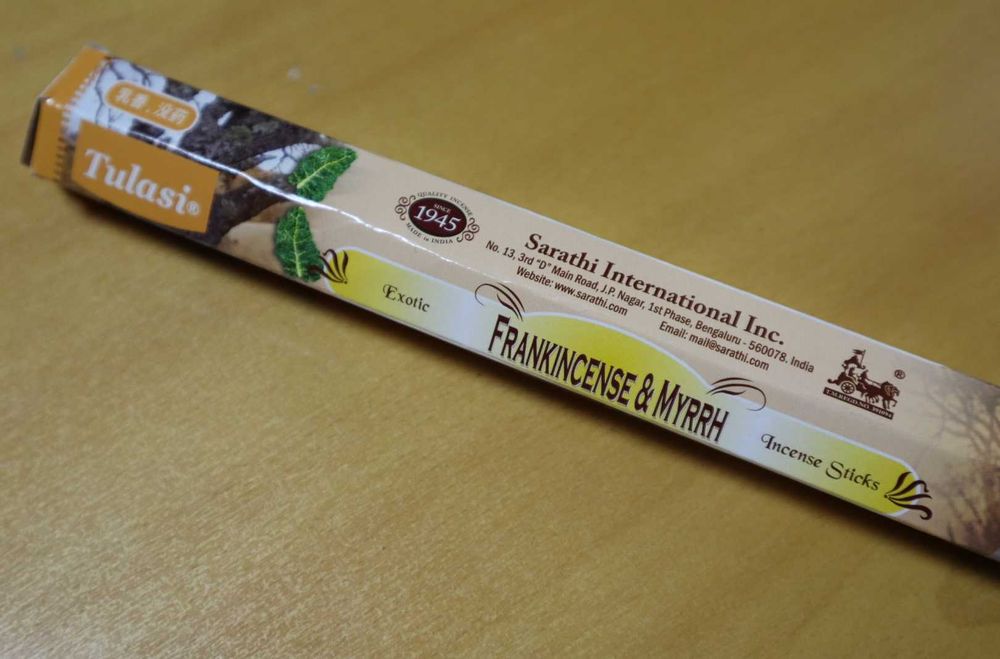 乳香、没药
Tulasi®
QUALITY INCENSE
SINCE
1945
MADE in INDIA
Sarathi International Inc.
No. 13, 3rd "D" Main Road, J.P. Nagar, 1st Phase, Bengaluru - 560078. India
Website: www.sarathi.com Email: mail@sarathi.com
®
Exotic
FRANKINCENSE & MYRRH
Incense Sticks